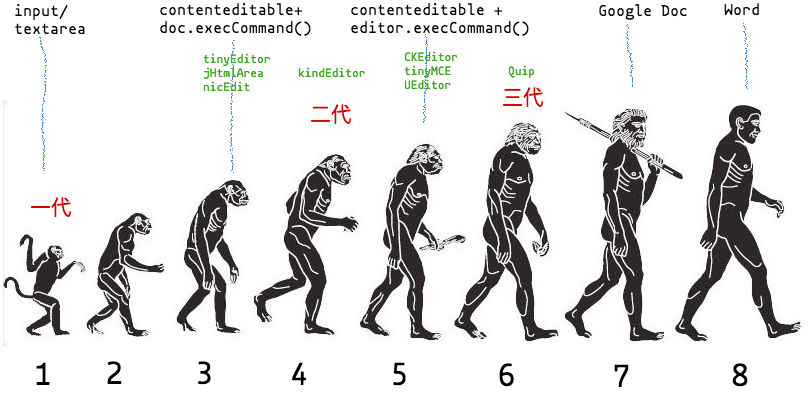 input/
textarea
contenteditable+
doc.execCommand()
contenteditable +
editor.execCommand()
Google Doc
Word
tinyEditor
jHtmlArea
nicEdit
kindEditor
CKEditor
tinyMCE
UEditor
Quip
一代
二代
三代
1
2
3
4
5
6
7
8